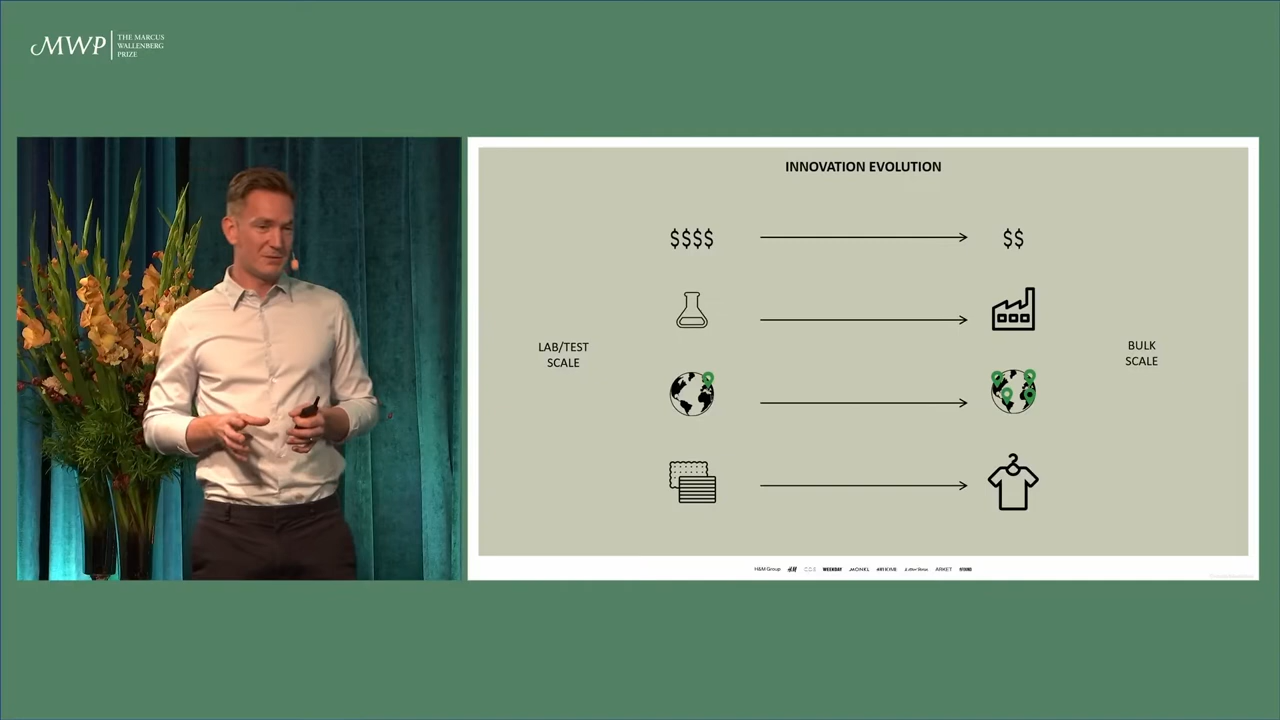 MWP
THE MARCUS
WALLENBERG
PRIZE
INNOVATION EVOLUTION
$$$$
$$
LAB/TEST
SCALE
BULK
SCALE
H&M Group
H&M
COS
WEEKDAY
MONKI
ARKET